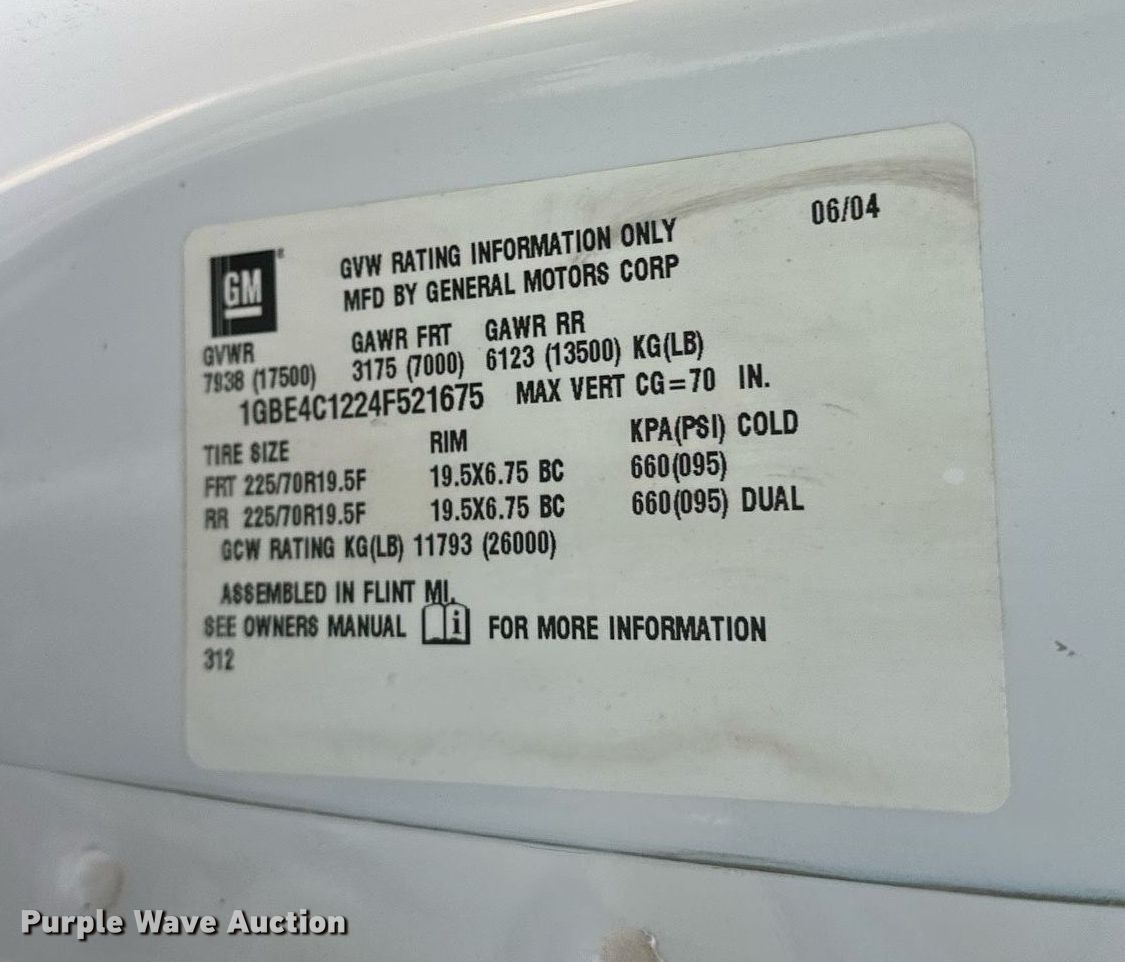 06/04
GM®
GVW RATING INFORMATION ONLY
MFD BY GENERAL MOTORS CORP
GVWR GAWR FRT GAWR RR
7938 (17500) 3175 (7000) 6123 (13500) KG(LB)
1GBE4C1224F521675 MAX VERT CG=70 IN.
TIRE SIZE RIM KPA(PSI) COLD
FRT 225/70R19.5F 19.5X6.75 BC 660(095)
RR 225/70R19.5F 19.5X6.75 BC 660(095) DUAL
GCW RATING KG(LB) 11793 (26000)
ASSEMBLED IN FLINT MI.
SEE OWNERS MANUAL i FOR MORE INFORMATION
312
Purple Wave Auction